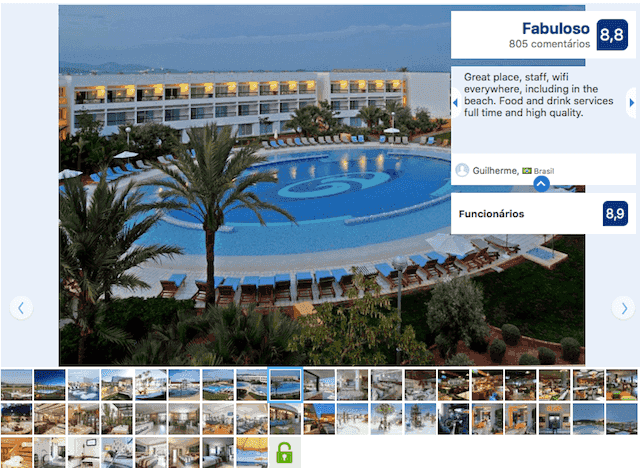 Fabuloso 8,8
805 comentários
Great place, staff, wifi
everywhere, including in the
beach. Food and drink services
full time and high quality.
Guilherme, Brasil
Funcionários 8,9